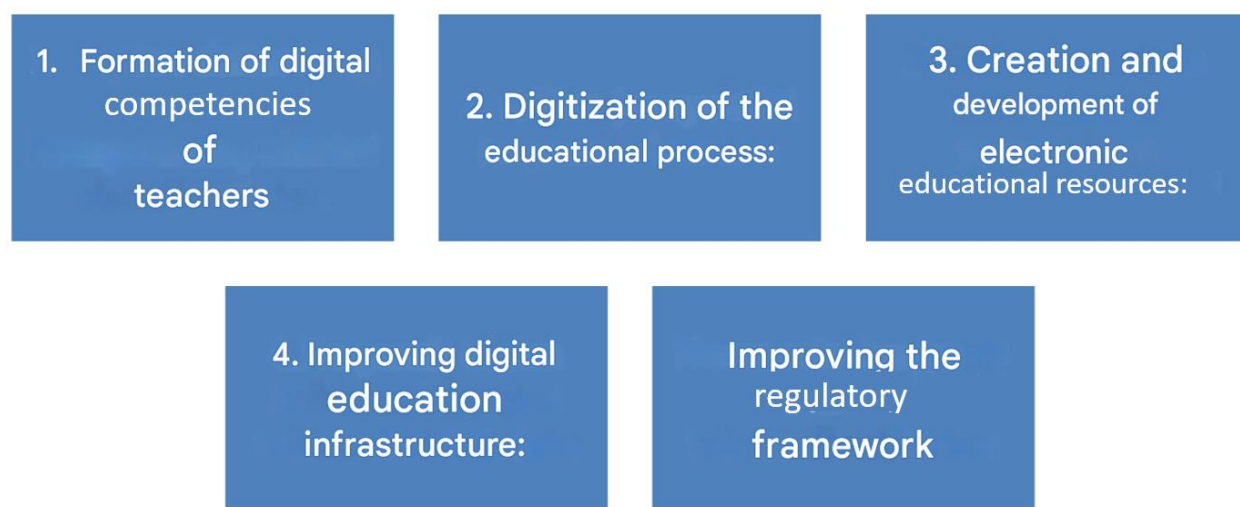 1. Formation of digital
competencies
of
teachers
2. Digitization of the
educational process:
3. Creation and
development of
electronic
educational resources:
4. Improving digital
education
infrastructure:
Improving the
regulatory
framework